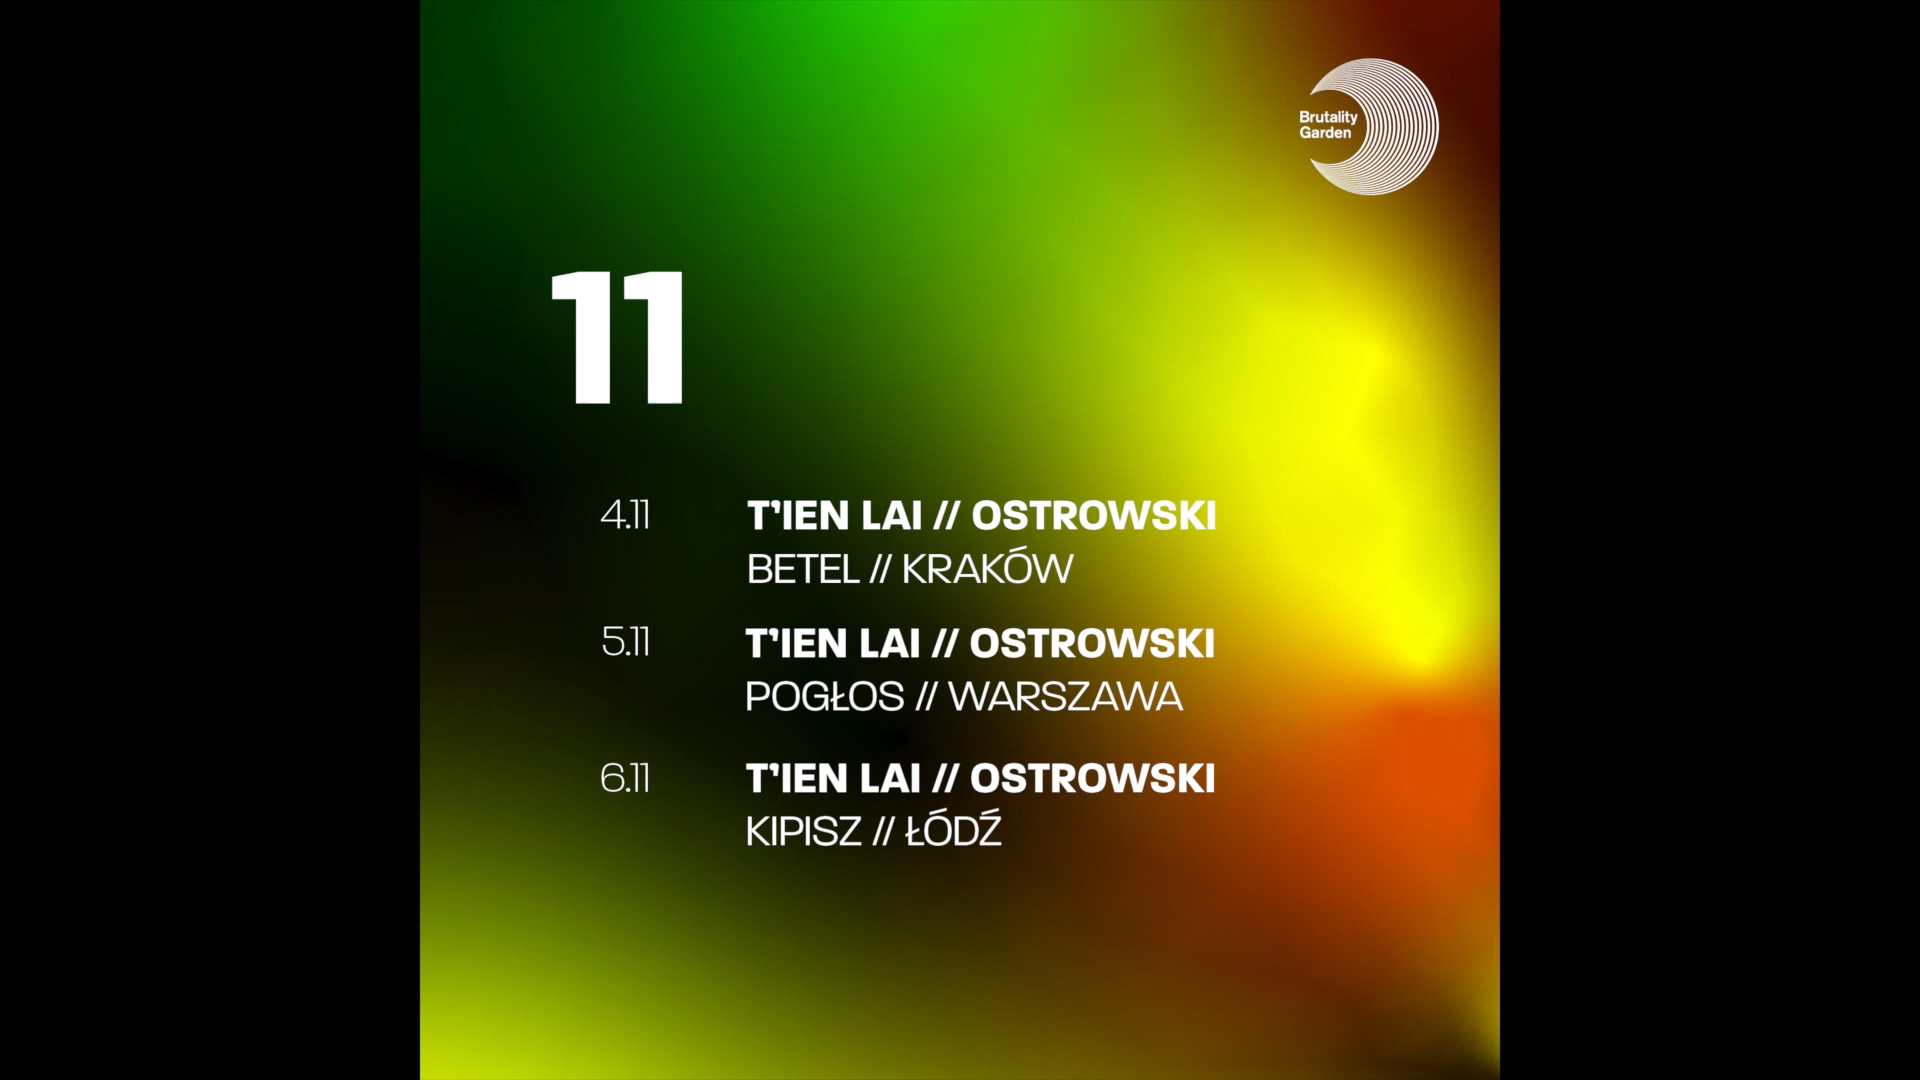 Brutality
Garden
11
4.11
T'IEN LAI // OSTROWSKI
BETEL // KRAKÓW
5.11
T'IEN LAI // OSTROWSKI
POGŁOS // WARSZAWA
6.11
T'IEN LAI // OSTROWSKI
KIPISZ // ŁÓDŹ